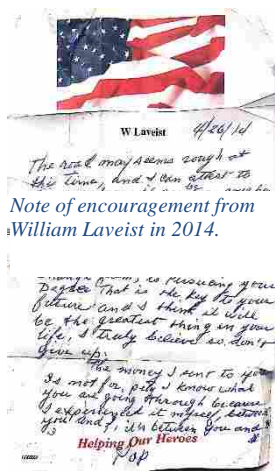 W Laveist 4/26/14
The road may seems rough at
this time, and I can attest to
Note of encouragement from
William Laveist in 2014.
is pursuing your
Degree That is the key to your
future and I think it will
be the greatest thing in your
life, I truly believe so, don't
Give up.
The money I sent to you
Is not for pity I know what
you are going through because
I experienced it myself,
you and I, it's between you and
Helping Our Heroes
Pop